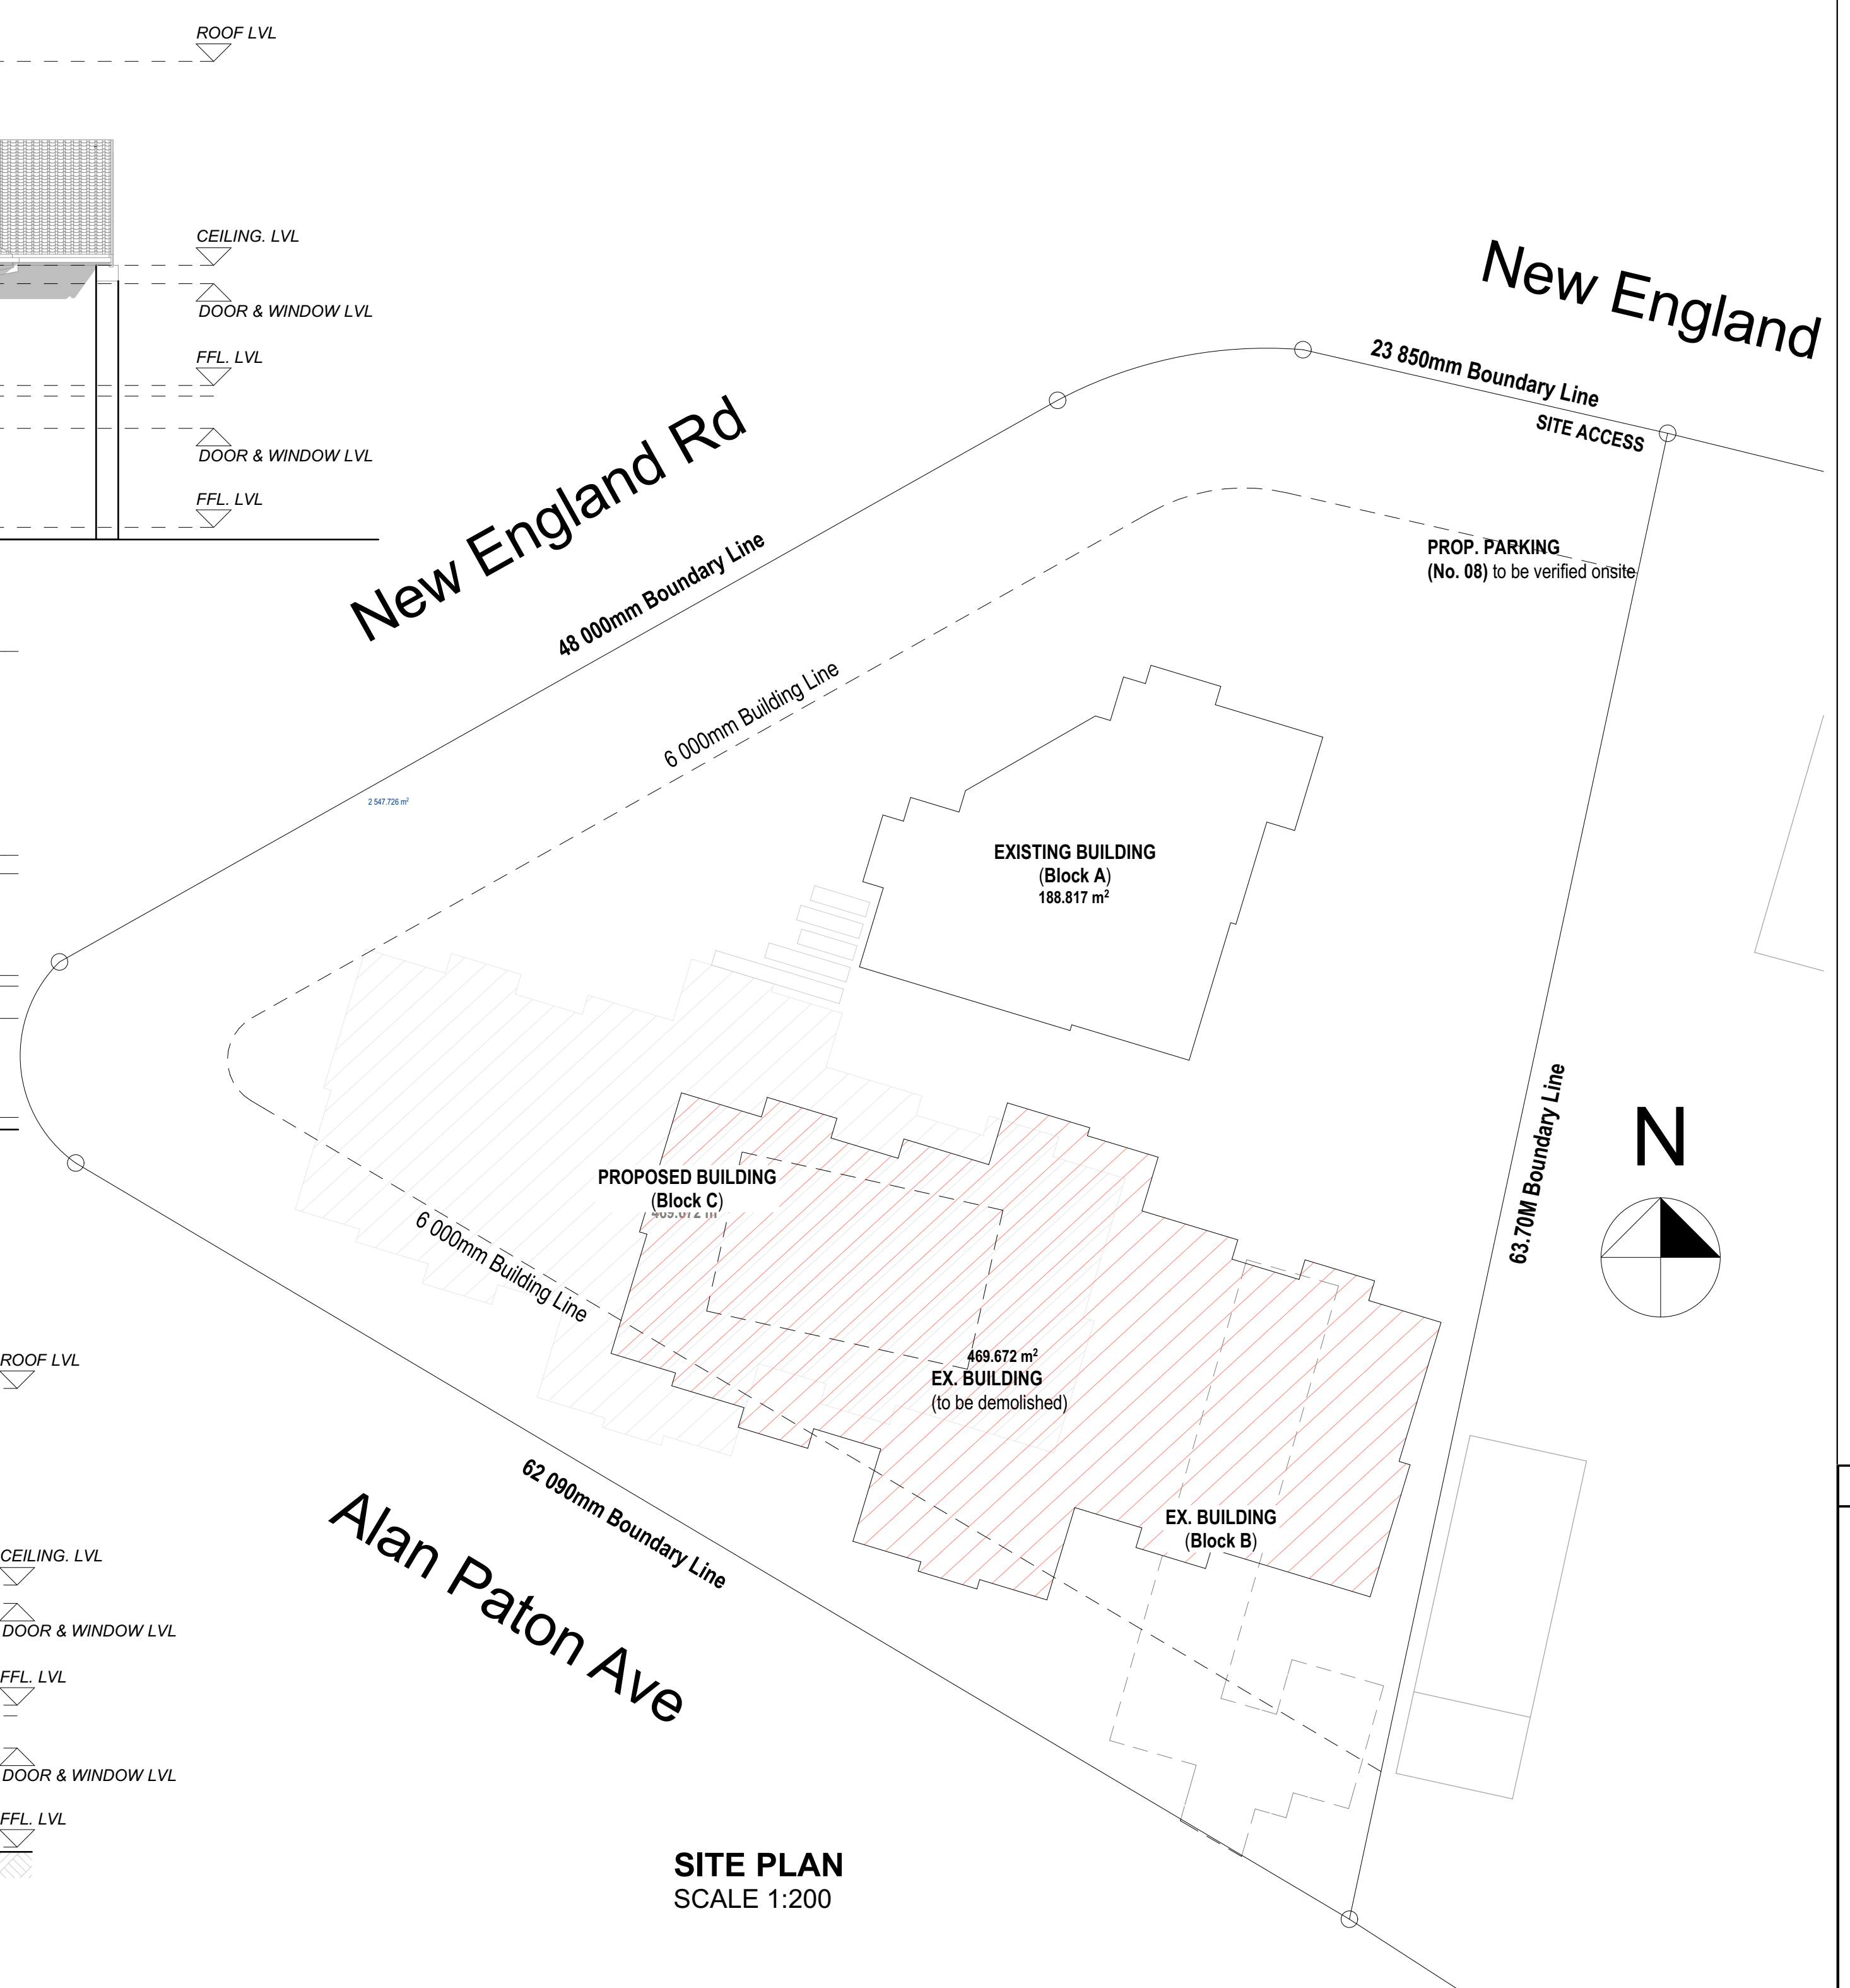 ROOF LVL
CEILING. LVL
DOOR & WINDOW LVL
FFL. LVL
DOOR & WINDOW LVL
FFL. LVL
New England
23 850mm Boundary Line
SITE ACCESS
New England Rd
48 000mm Boundary Line
PROP. PARKING
(No. 08) to be verified onsite
6 000mm Building Line
2 547.726 m²
EXISTING BUILDING
(Block A)
188.817 m²
63.70M Boundary Line
N
PROPOSED BUILDING
(Block C)
469.672 m
6 000mm Building Line
469.672 m²
EX. BUILDING
(to be demolished)
EX. BUILDING
(Block B)
62 090mm Boundary Line
Alan Paton Ave
ROOF LVL
CEILING. LVL
DOOR & WINDOW LVL
FFL. LVL
DOOR & WINDOW LVL
FFL. LVL
SITE PLAN
SCALE 1:200